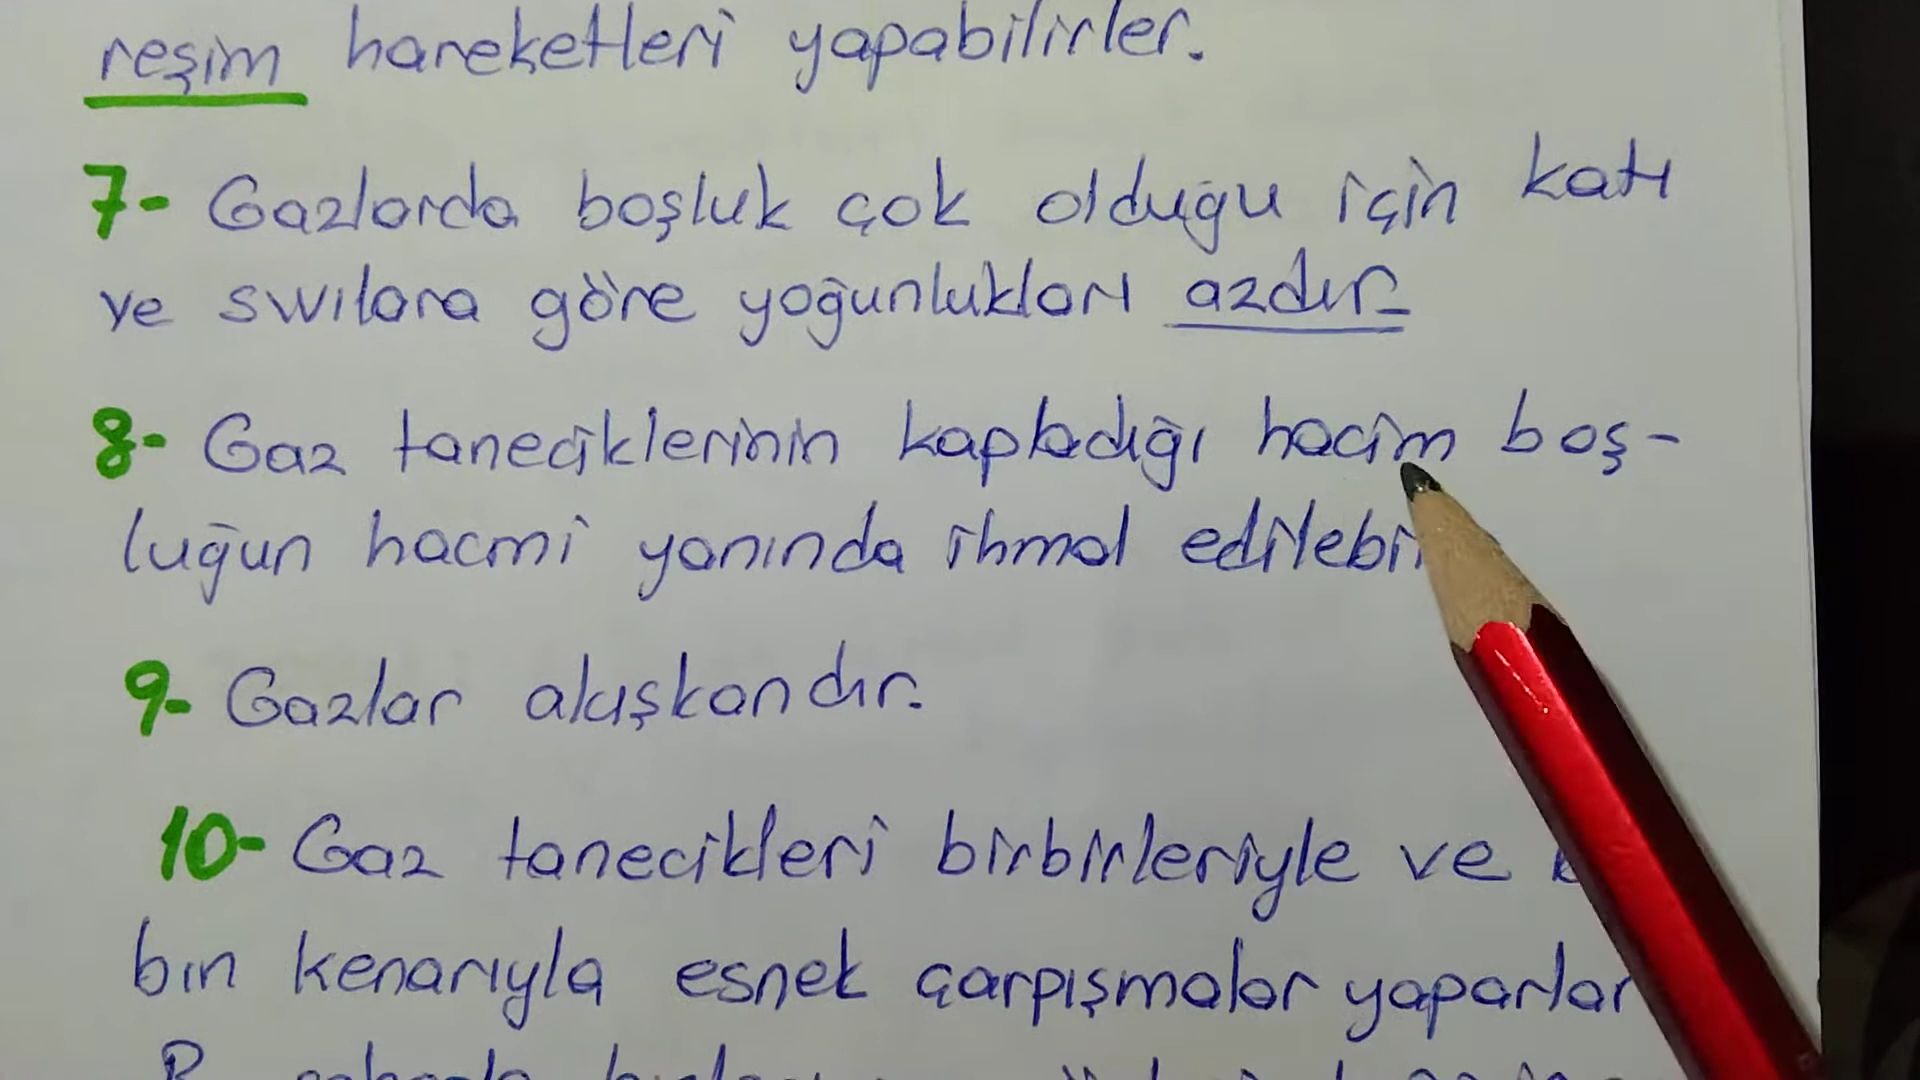 reşim hareketleri yapabilirler.
7- Gazlarda boşluk çok olduğu için katı
ve sıvılara göre yoğunlukları azdır.
8- Gaz taneciklerinin kapladığı hacim boş-
luğun hacmi yanında ihmal
9- Gazlar akışkandır.
10- Gaz tanecikleri birbirleriyle ve
bın kenarıyla esnek çarpışmalar yaparlar